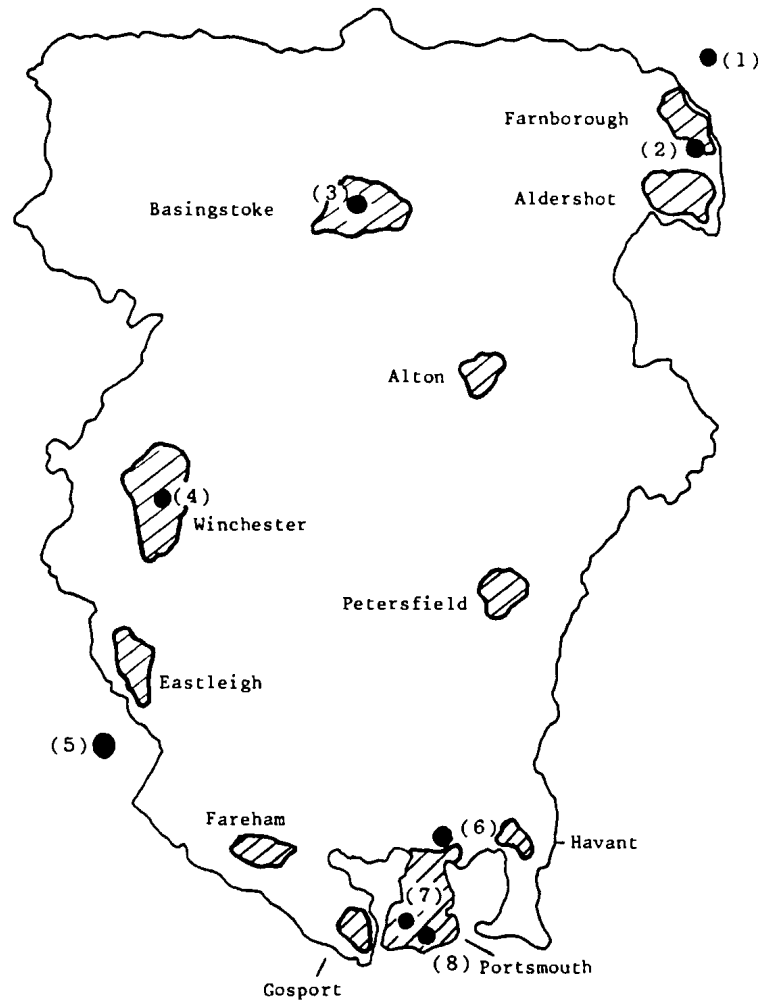 (1)
Farnborough
(2)
(3)
Basingstoke
Aldershot
Alton
(4)
Winchester
Petersfield
Eastleigh
(5)
Fareham
(6)
Havant
(7)
(8)
Portsmouth
Gosport